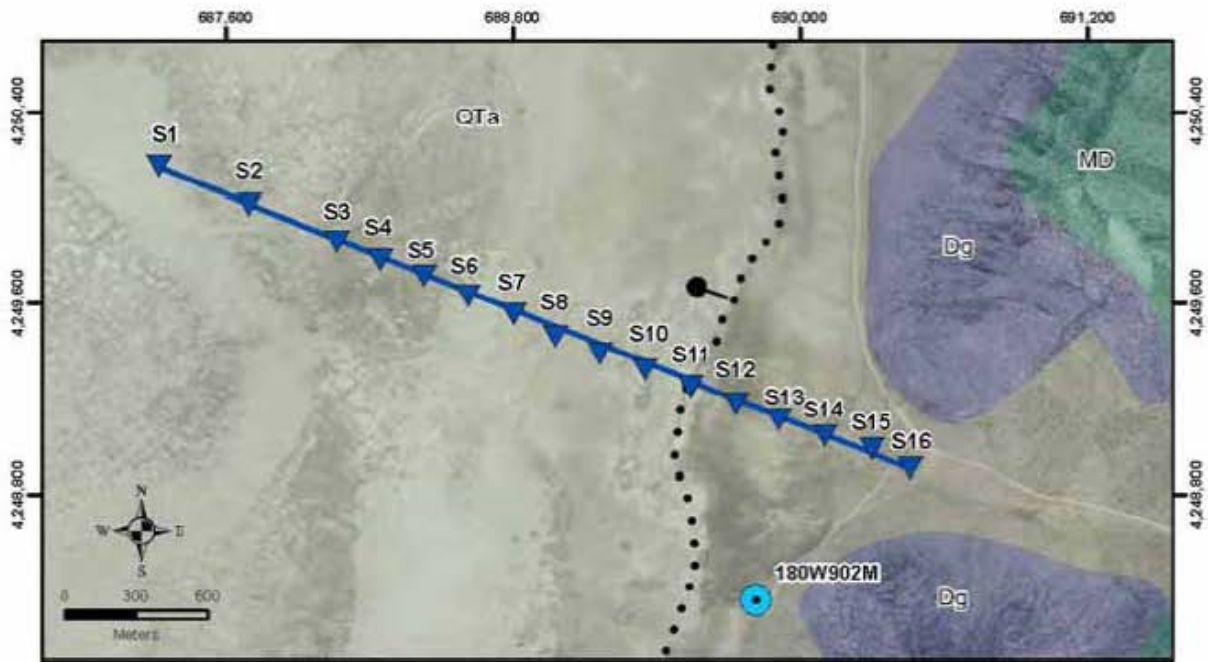 687,600 688,800 690,000 691,200
4,250,400
4,250,400
QTa
S1
MD
S2
S3
S4
Dg
S5
S6
S7
4,249,600
4,249,600
S8
S9
S10
S11
S12
S13
S14
S15
S16
4,248,800
4,248,800
N
W E
S
180W902M
Dg
0 300 600
Meters